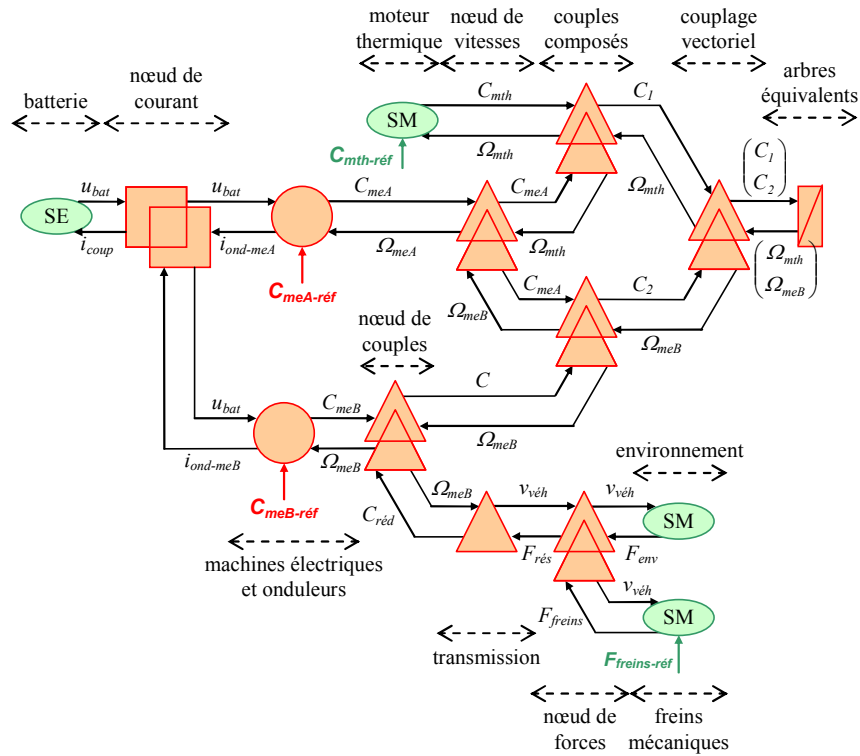 moteur
thermique
nœud de
vitesses
couples
composés
couplage
vectoriel
arbres
équivalents
nœud de
courant
batterie
SM
C_mth
C_1
Ω_mth
C_mth-réf
Ω_mth
C_1
C_2
Ω_mth
Ω_meB
SE
u_bat
u_bat
C_meA
C_meA
i_coup
i_ond-meA
Ω_meA
Ω_mth
C_meA-réf
C_meA
C_2
Ω_meB
Ω_meB
nœud de
couples
C
u_bat
C_meB
Ω_meB
i_ond-meB
Ω_meB
C_meB-réf
environnement
Ω_meB
v_véh
v_véh
SM
C_réd
F_rés
F_env
machines électriques
et onduleurs
v_véh
SM
F_freins
transmission
F_freins-réf
nœud de
forces
freins
mécaniques